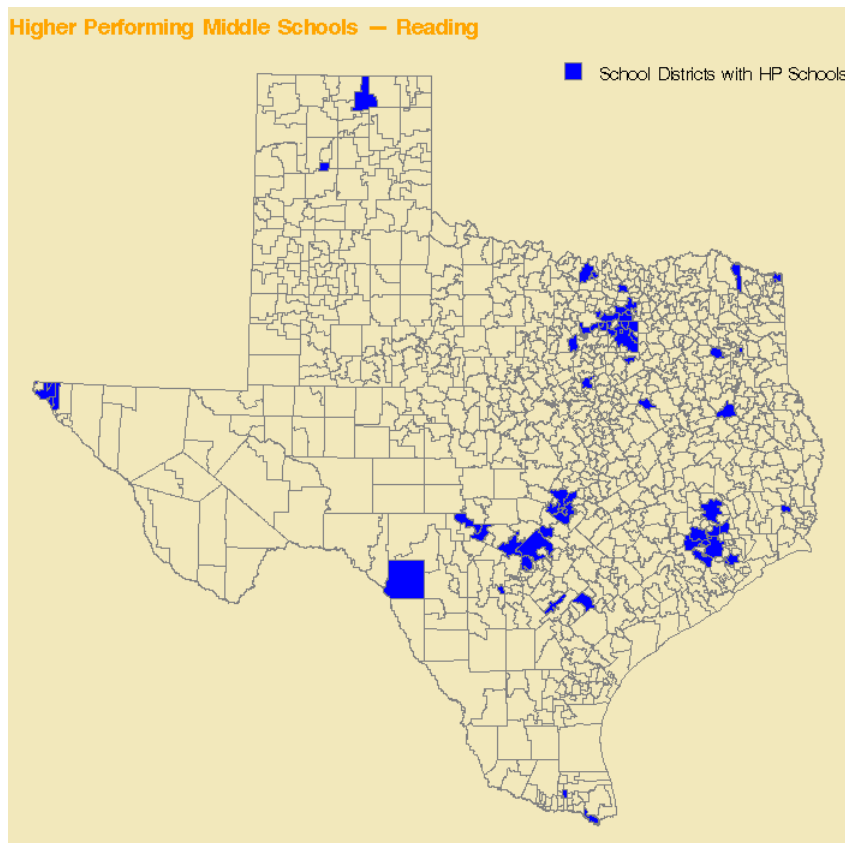 Higher Performing Middle Schools — Reading
School Districts with HP Schools